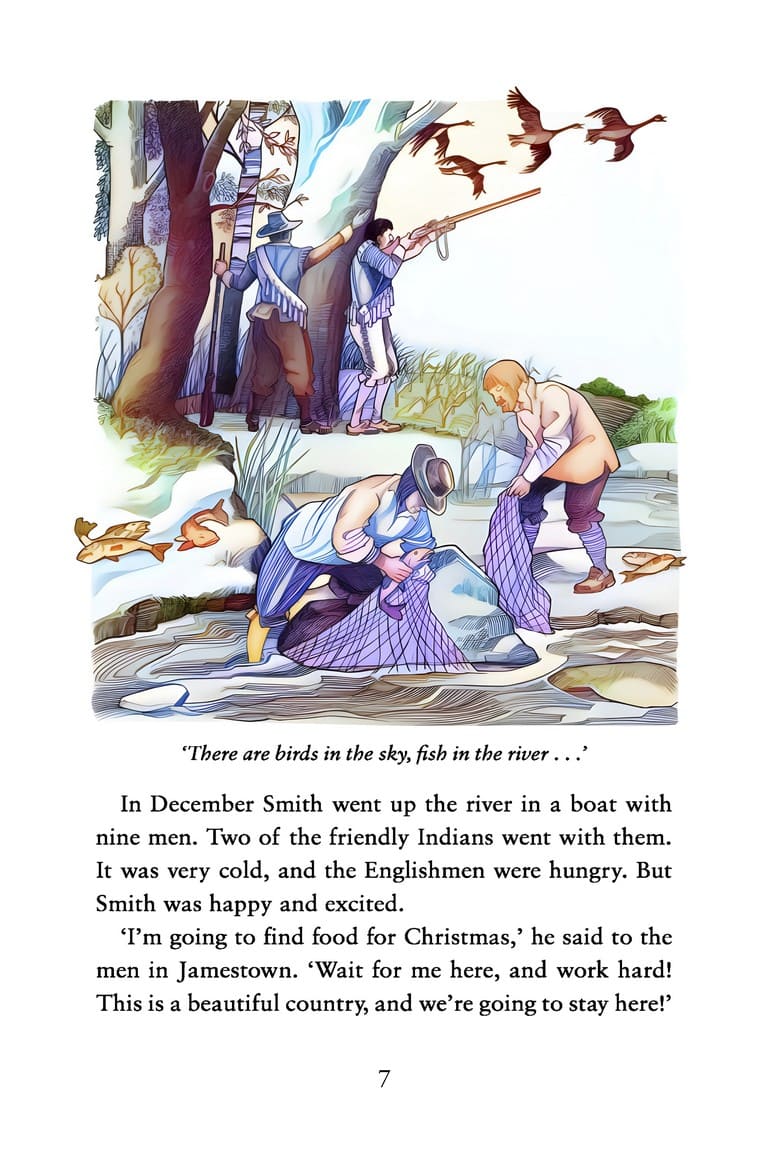 ‘There are birds in the sky, fish in the river . . .’
In December Smith went up the river in a boat with
nine men. Two of the friendly Indians went with them.
It was very cold, and the Englishmen were hungry. But
Smith was happy and excited.
‘I’m going to find food for Christmas,’ he said to the
men in Jamestown. ‘Wait for me here, and work hard!
This is a beautiful country, and we’re going to stay here!’
7